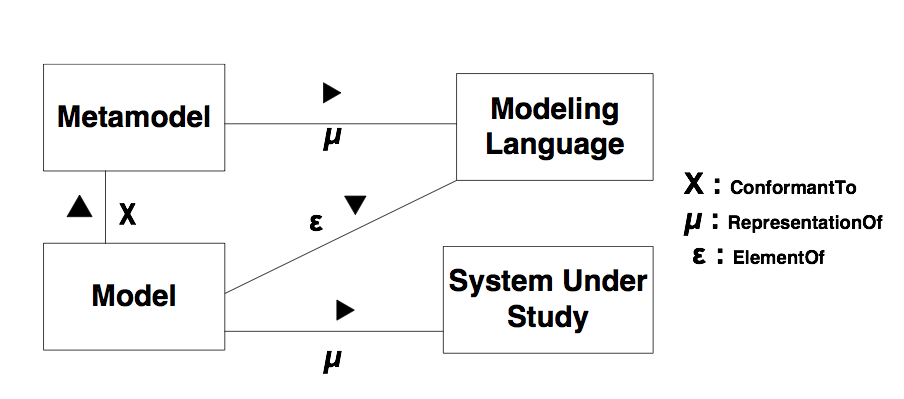 Metamodel
μ
Modeling
Language
X
ε
X : ConformantTo
μ : RepresentationOf
ε : ElementOf
Model
μ
System Under
Study